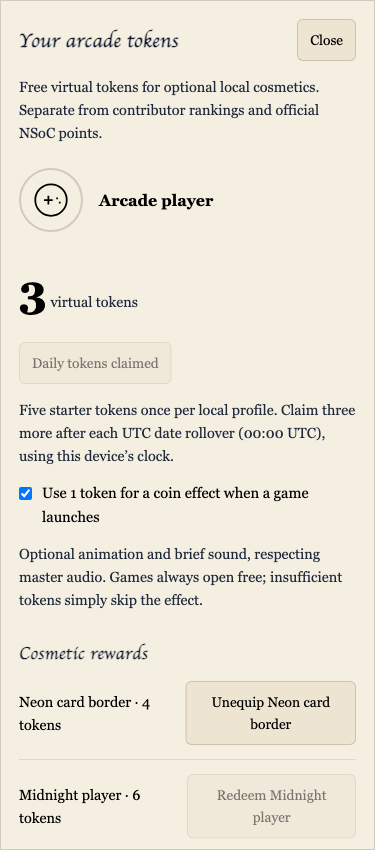 Your arcade tokens
Close
Free virtual tokens for optional local cosmetics.
Separate from contributor rankings and official
NSoC points.
Arcade player
3 virtual tokens
Daily tokens claimed
Five starter tokens once per local profile. Claim three
more after each UTC date rollover (00:00 UTC),
using this device’s clock.
Use 1 token for a coin effect when a game
launches
Optional animation and brief sound, respecting
master audio. Games always open free; insufficient
tokens simply skip the effect.
Cosmetic rewards
Neon card border · 4
tokens
Unequip Neon card
border
Midnight player · 6
tokens
Redeem Midnight
player